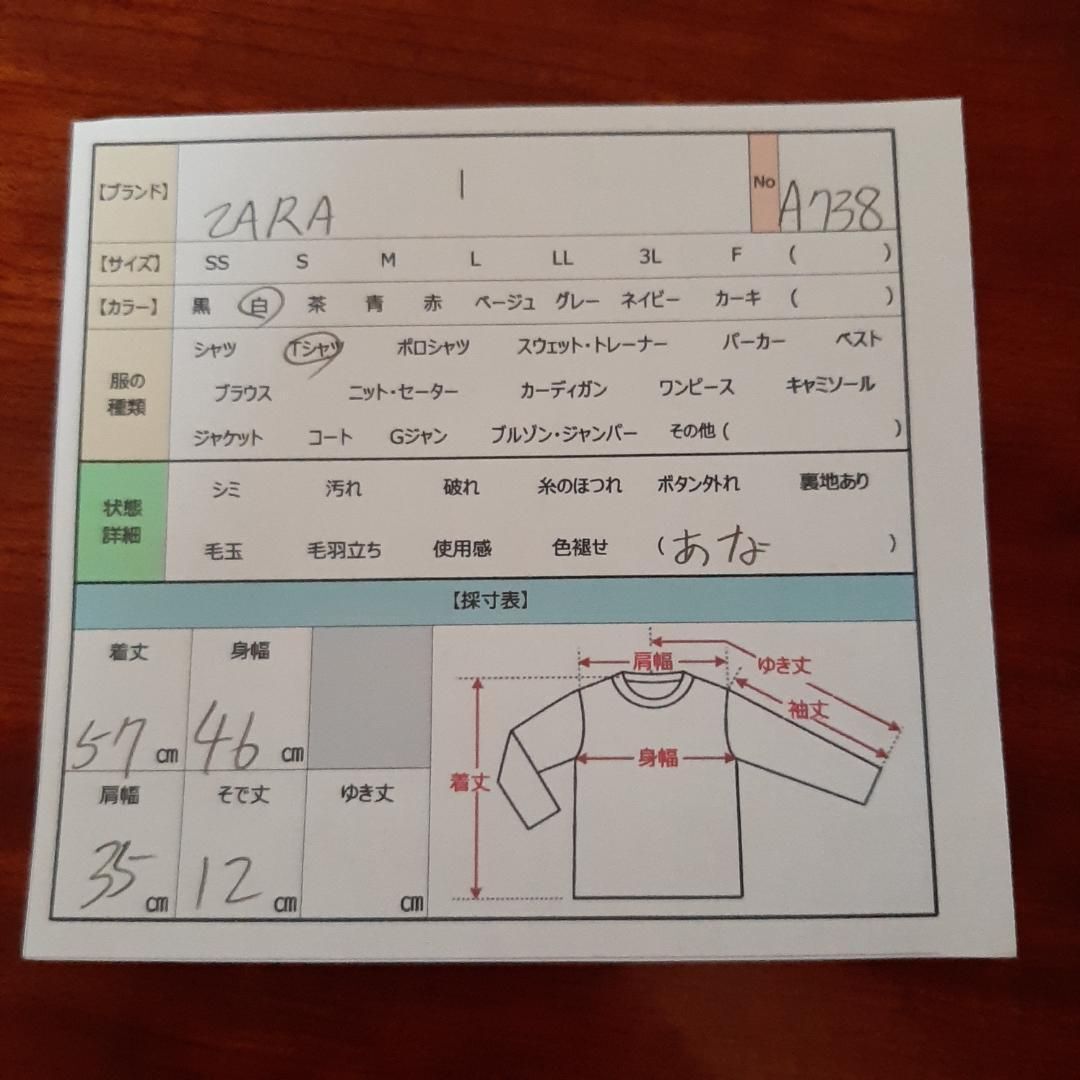 【ブランド】 ZARA No A738
【サイズ】 SS S M L LL 3L F ( )
【カラー】 黒 白 茶 青 赤 ベージュ グレー ネイビー カーキ ( )
服の種類
シャツ Tシャツ ポロシャツ スウェット・トレーナー パーカー ベスト
ブラウス ニット・セーター カーディガン ワンピース キャミソール
ジャケット コート Gジャン ブルゾン・ジャンパー その他 ( )
状態詳細
シミ 汚れ 破れ 糸のほつれ ボタン外れ 裏地あり
毛玉 毛羽立ち 使用感 色褪せ (あな )
【採寸表】
着丈 身幅
57 cm 46 cm
肩幅 そで丈 ゆき丈
35 cm 12 cm cm
肩幅
ゆき丈
袖丈
身幅
着丈